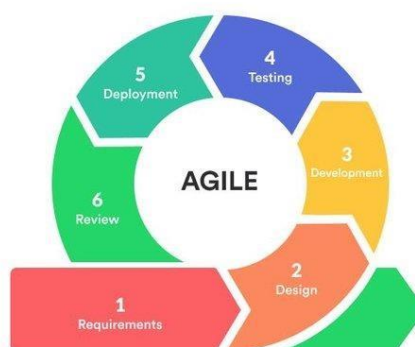 AGILE
1
Requirements
2
Design
3
Development
4
Testing
5
Deployment
6
Review